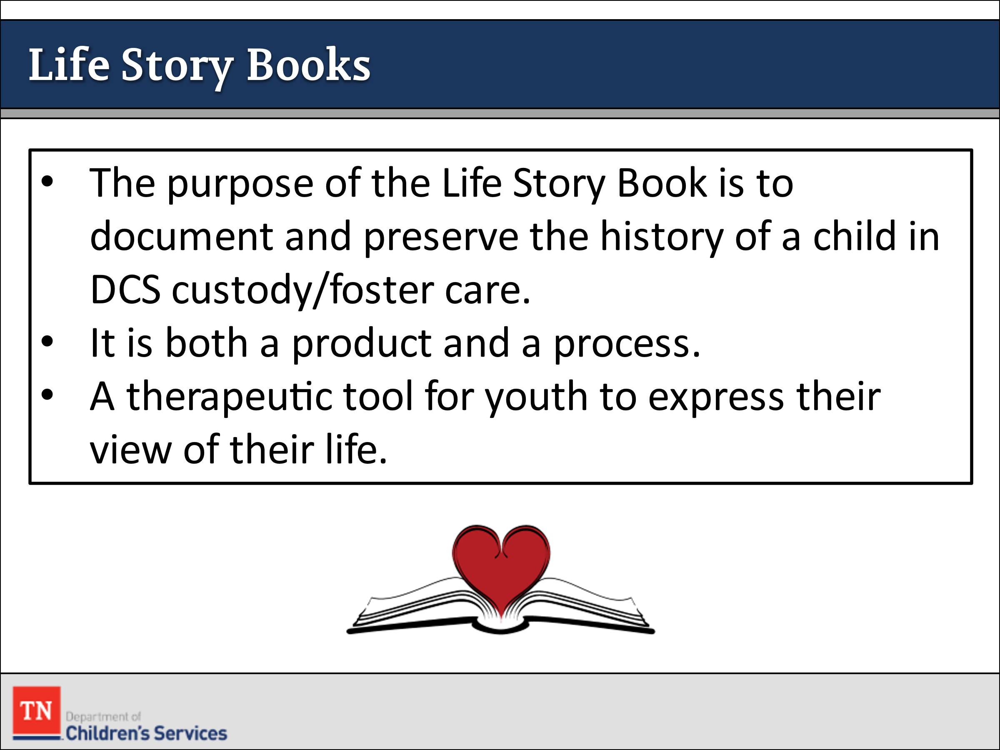 Life Story Books
• The purpose of the Life Story Book is to
document and preserve the history of a child in
DCS custody/foster care.
• It is both a product and a process.
• A therapeutic tool for youth to express their
view of their life.
TN
Department of
Children's Services